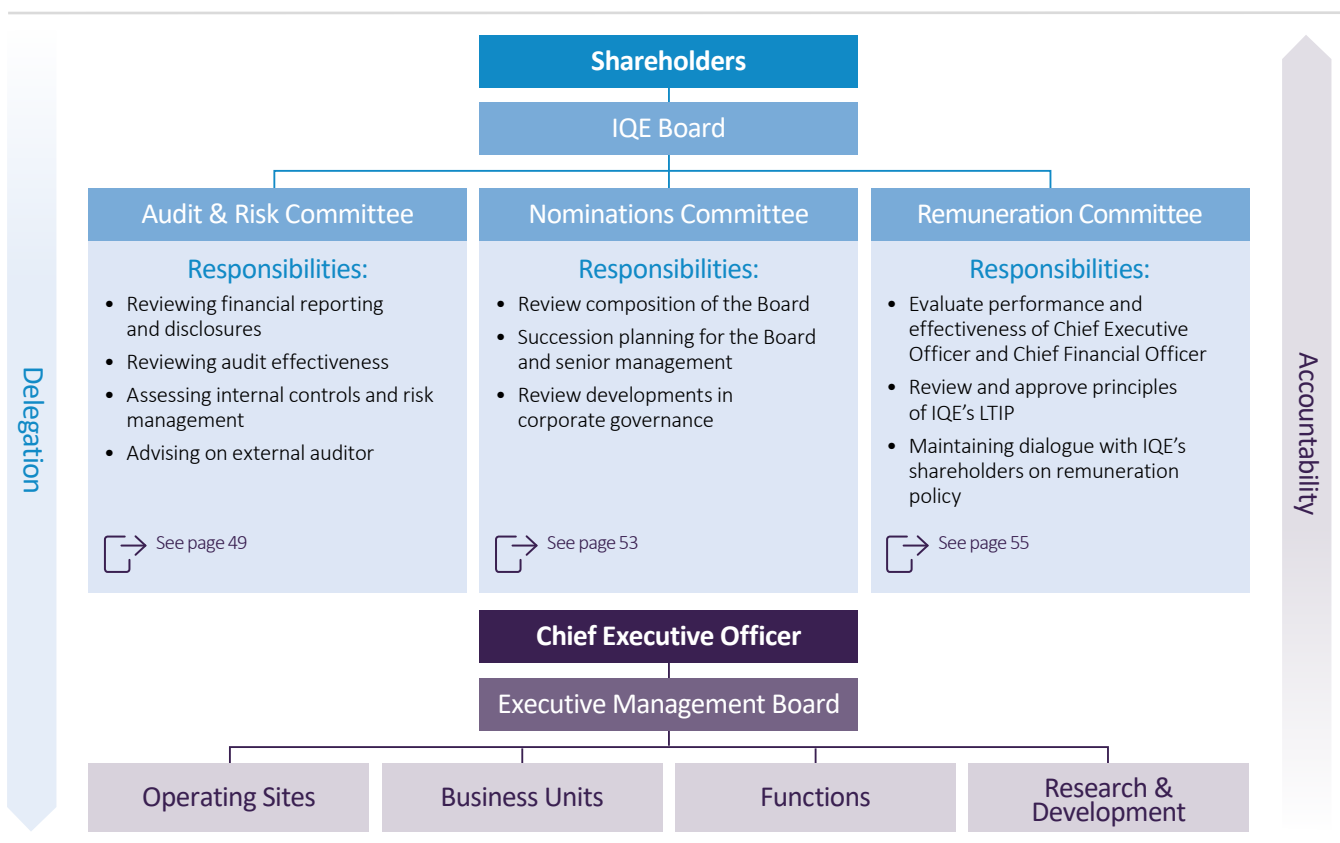 Shareholders
IQE Board
Audit & Risk Committee
Responsibilities:
• Reviewing financial reporting
and disclosures
• Reviewing audit effectiveness
• Assessing internal controls and risk
management
• Advising on external auditor
See page 49
Nominations Committee
Responsibilities:
• Review composition of the Board
• Succession planning for the Board
and senior management
• Review developments in
corporate governance
See page 53
Remuneration Committee
Responsibilities:
• Evaluate performance and
effectiveness of Chief Executive
Officer and Chief Financial Officer
• Review and approve principles
of IQE’s LTIP
• Maintaining dialogue with IQE’s
shareholders on remuneration
policy
See page 55
Chief Executive Officer
Executive Management Board
Operating Sites
Business Units
Functions
Research &
Development
Delegation
Accountability